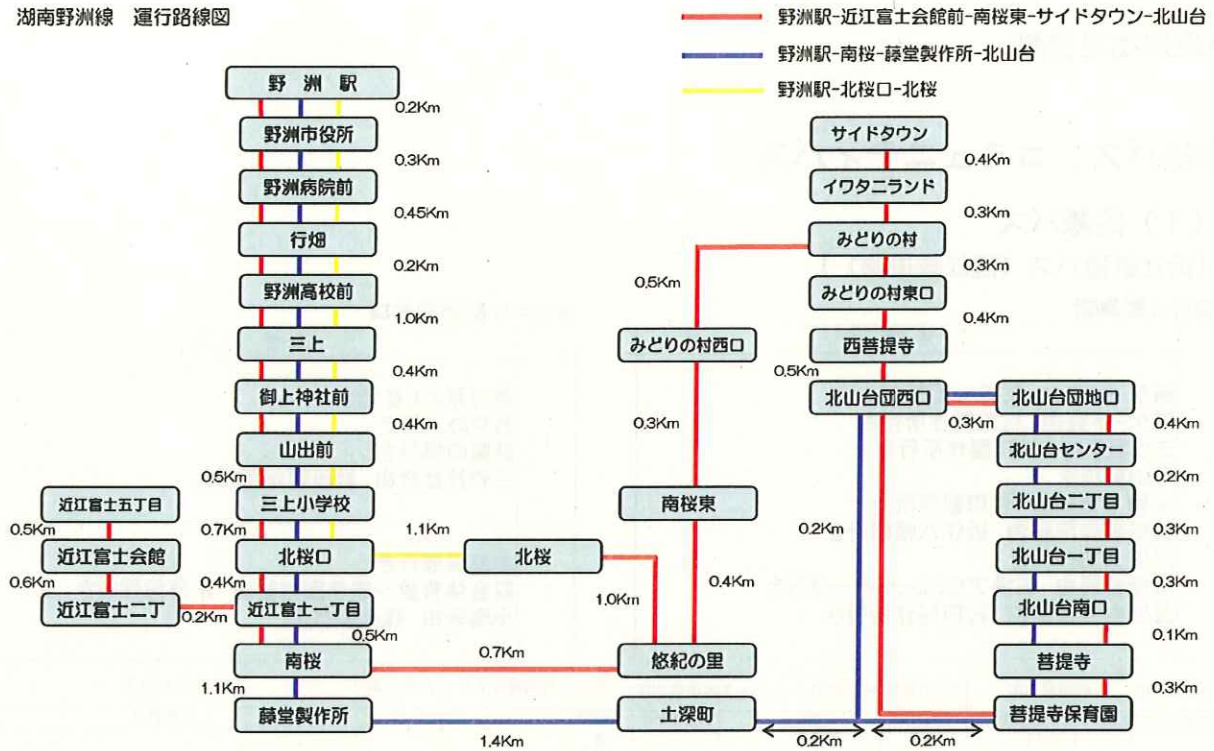 湖南野洲線 運行路線図
野洲駅-近江富士会館前-南桜東-サイドタウン-北山台
野洲駅-南桜-藤堂製作所-北山台
野洲駅-北桜口-北桜
野洲駅
0.2Km
野洲市役所
0.3Km
野洲病院前
0.45Km
行畑
0.2Km
野洲高校前
1.0Km
三上
0.4Km
御上神社前
0.4Km
山出前
0.5Km
三上小学校
0.7Km
北桜口
1.1Km
北桜
1.0Km
0.4Km
近江富士一丁目
0.2Km
近江富士二丁
0.6Km
近江富士会館
0.5Km
近江富士五丁目
0.5Km
南桜
0.7Km
悠紀の里
1.1Km
藤堂製作所
1.4Km
土深町
0.2Km
0.2Km
0.4Km
南桜東
0.3Km
みどりの村西口
0.5Km
サイドタウン
0.4Km
イワタニランド
0.3Km
みどりの村
0.3Km
みどりの村東口
0.4Km
西菩提寺
0.5Km
北山台団西口
0.2Km
0.3Km
北山台団地口
0.4Km
北山台センター
0.2Km
北山台二丁目
0.3Km
北山台一丁目
0.3Km
北山台南口
0.1Km
菩提寺
0.3Km
菩提寺保育園